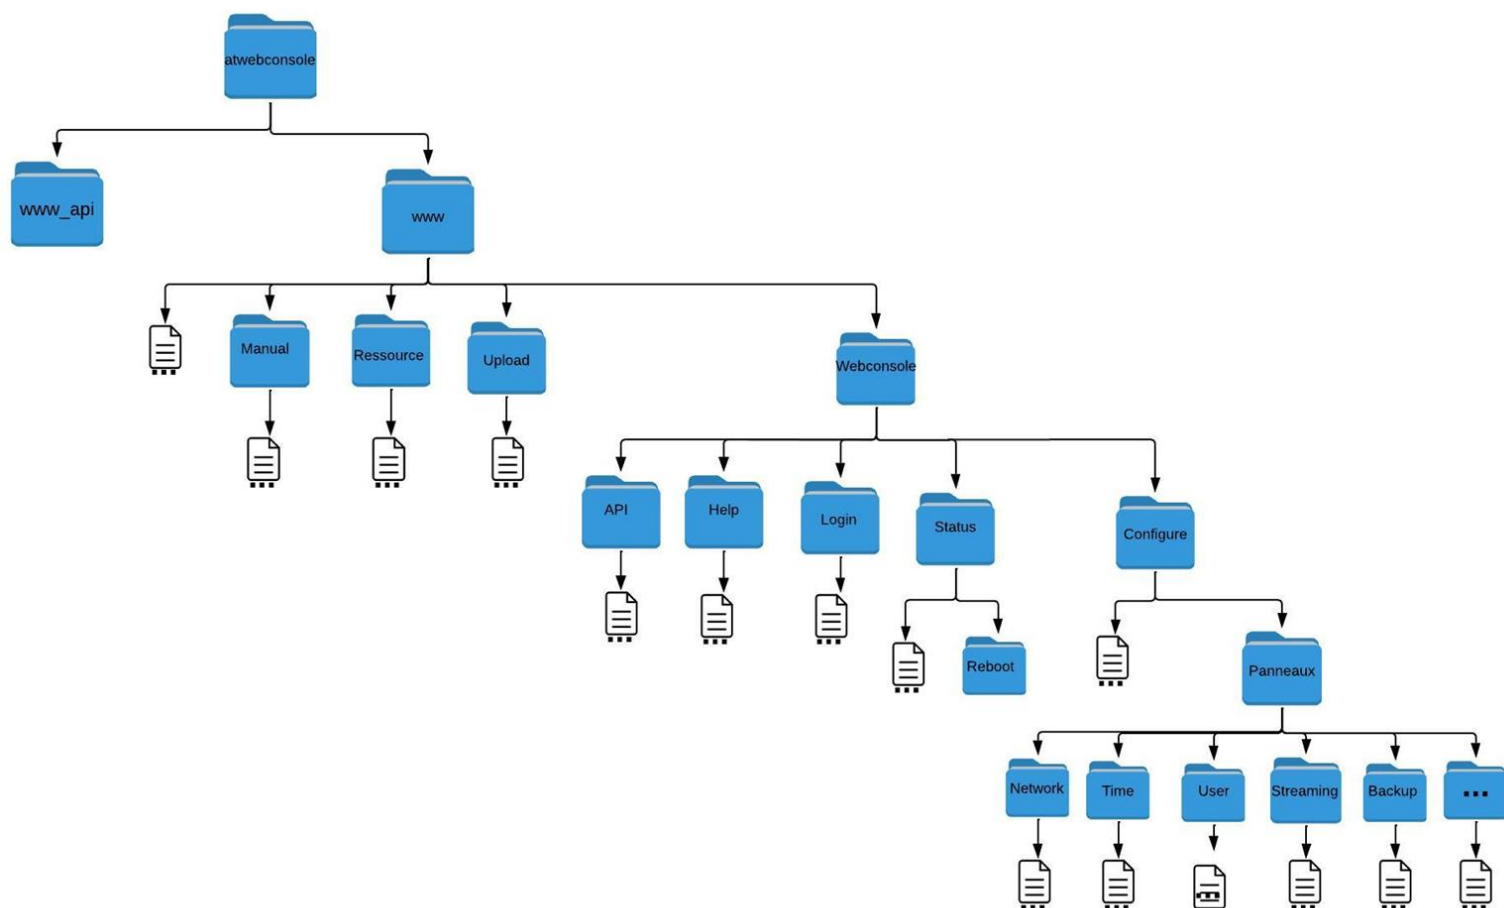 atwebconsole
www_api
www
Manual
Ressource
Upload
Webconsole
API
Help
Login
Status
Configure
Reboot
Panneaux
Network
Time
User
Streaming
Backup
...